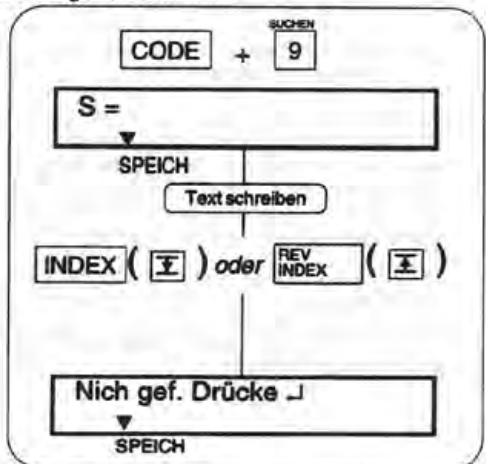 SUCHEN
CODE + 9
S =
SPEICH
Text schreiben
INDEX ( ) oder REV INDEX ( )
Nich gef. Drücke ↵
SPEICH